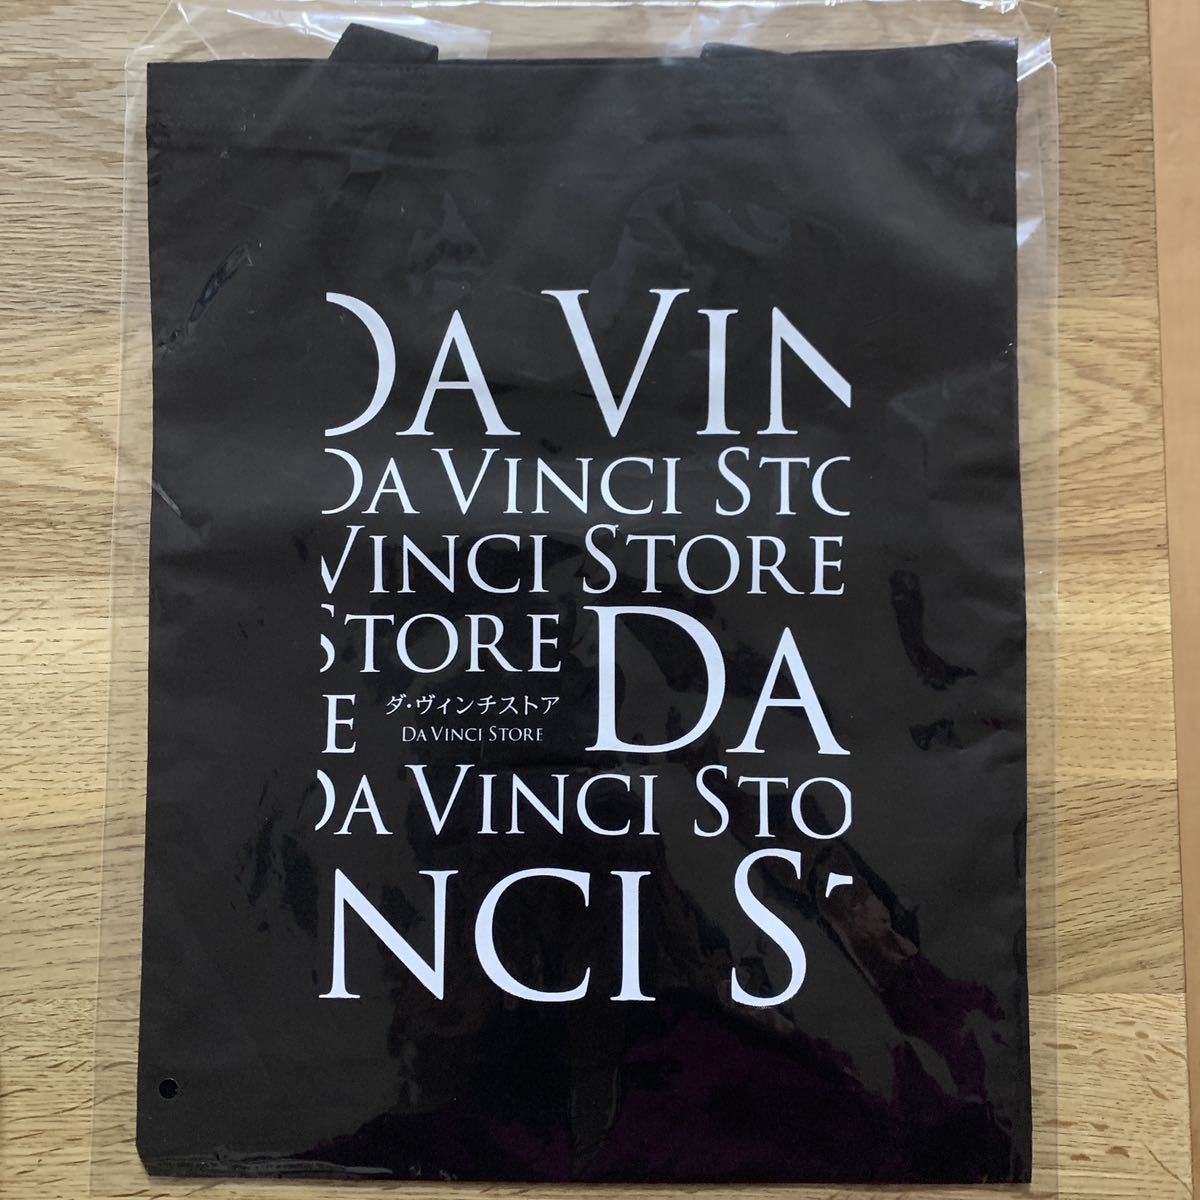 DA VIN
DA VINCI STO
VINCI STORE
STORE DA
E ダ・ヴィンチストア
DA VINCI STORE
DA VINCI STO
NCI S